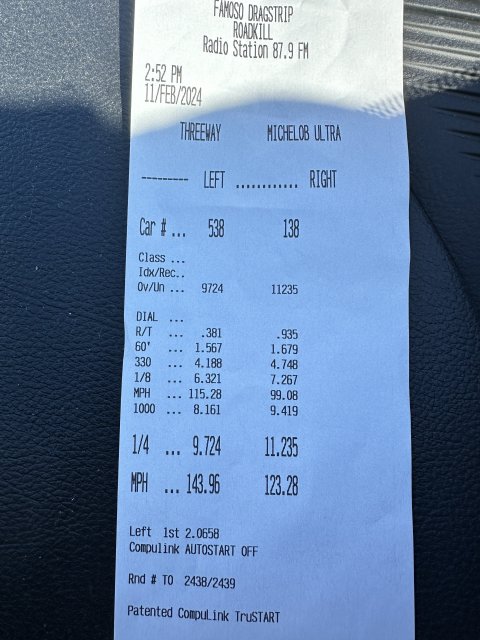 FAMOSO DRAGSTRIP
ROADKILL
Radio Station 87.9 FM
2:52 PM
11/FEB/2024
THREEWAY MICHELOB ULTRA
--------- LEFT ............ RIGHT
Car # ... 538 138
Class ...
Idx/Rec..
Ov/Un ... 9724 11235
DIAL ...
R/T ... .381 .935
60' ... 1.567 1.679
330 ... 4.188 4.748
1/8 ... 6.321 7.267
MPH ... 115.28 99.08
1000 ... 8.161 9.419
1/4 ... 9.724 11.235
MPH ... 143.96 123.28
Left 1st 2.0658
Compulink AUTOSTART OFF
Rnd # TO 2438/2439
Patented CompuLink TruSTART